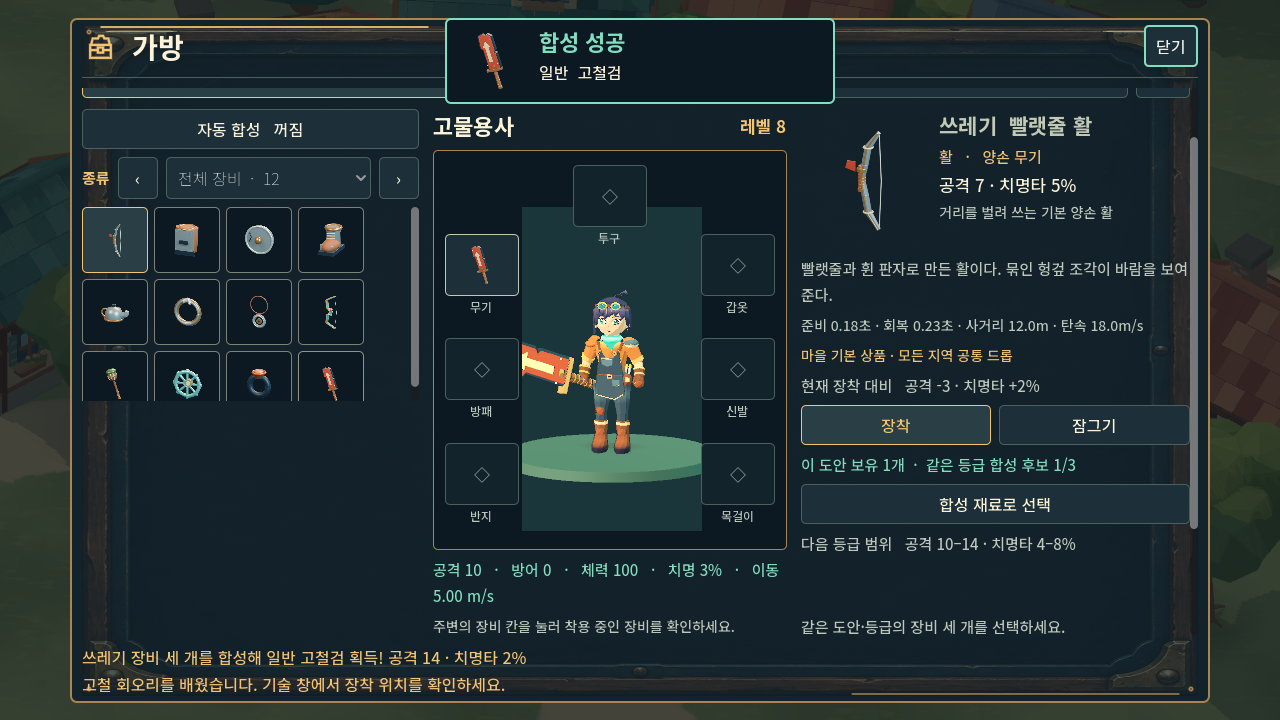 가방
합성 성공
일반 고철검
닫기
자동 합성 꺼짐
종류
‹
전체 장비 · 12
›
고물용사
레벨 8
투구
무기
갑옷
방패
신발
반지
목걸이
공격 10 · 방어 0 · 체력 100 · 치명 3% · 이동
5.00 m/s
주변의 장비 칸을 눌러 착용 중인 장비를 확인하세요.
쓰레기 빨랫줄 활
활 · 양손 무기
공격 7 · 치명타 5%
거리를 벌려 쓰는 기본 양손 활
빨랫줄과 휜 판자로 만든 활이다. 묶인 헝겊 조각이 바람을 보여
준다.
준비 0.18초 · 회복 0.23초 · 사거리 12.0m · 탄속 18.0m/s
마을 기본 상품 · 모든 지역 공통 드롭
현재 장착 대비 공격 -3 · 치명타 +2%
장착
잠그기
이 도안 보유 1개 · 같은 등급 합성 후보 1/3
합성 재료로 선택
다음 등급 범위 공격 10–14 · 치명타 4–8%
같은 도안·등급의 장비 세 개를 선택하세요.
쓰레기 장비 세 개를 합성해 일반 고철검 획득! 공격 14 · 치명타 2%
고철 회오리를 배웠습니다. 기술 창에서 장착 위치를 확인하세요.